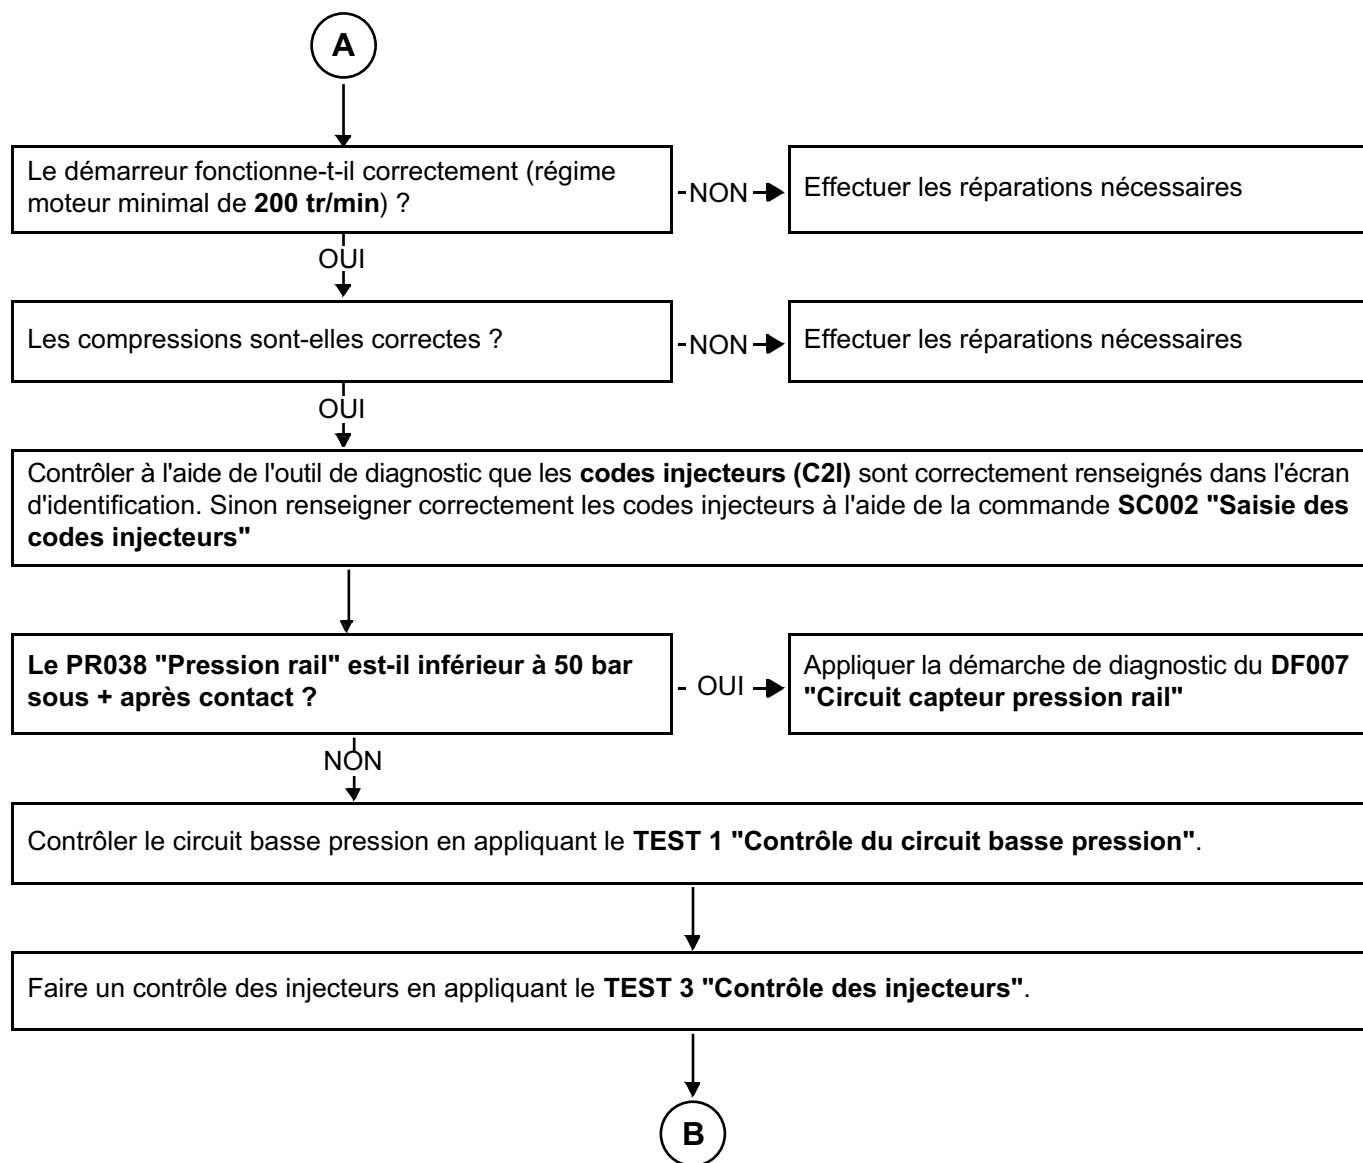 A
Le démarreur fonctionne-t-il correctement (régime
moteur minimal de 200 tr/min) ?
NON
Effectuer les réparations nécessaires
OUI
Les compressions sont-elles correctes ?
NON
Effectuer les réparations nécessaires
OUI
Contrôler à l'aide de l'outil de diagnostic que les codes injecteurs (C2I) sont correctement renseignés dans l'écran
d'identification. Sinon renseigner correctement les codes injecteurs à l'aide de la commande SC002 "Saisie des
codes injecteurs"
Le PR038 "Pression rail" est-il inférieur à 50 bar
sous + après contact ?
OUI
Appliquer la démarche de diagnostic du DF007
"Circuit capteur pression rail"
NON
Contrôler le circuit basse pression en appliquant le TEST 1 "Contrôle du circuit basse pression".
Faire un contrôle des injecteurs en appliquant le TEST 3 "Contrôle des injecteurs".
B